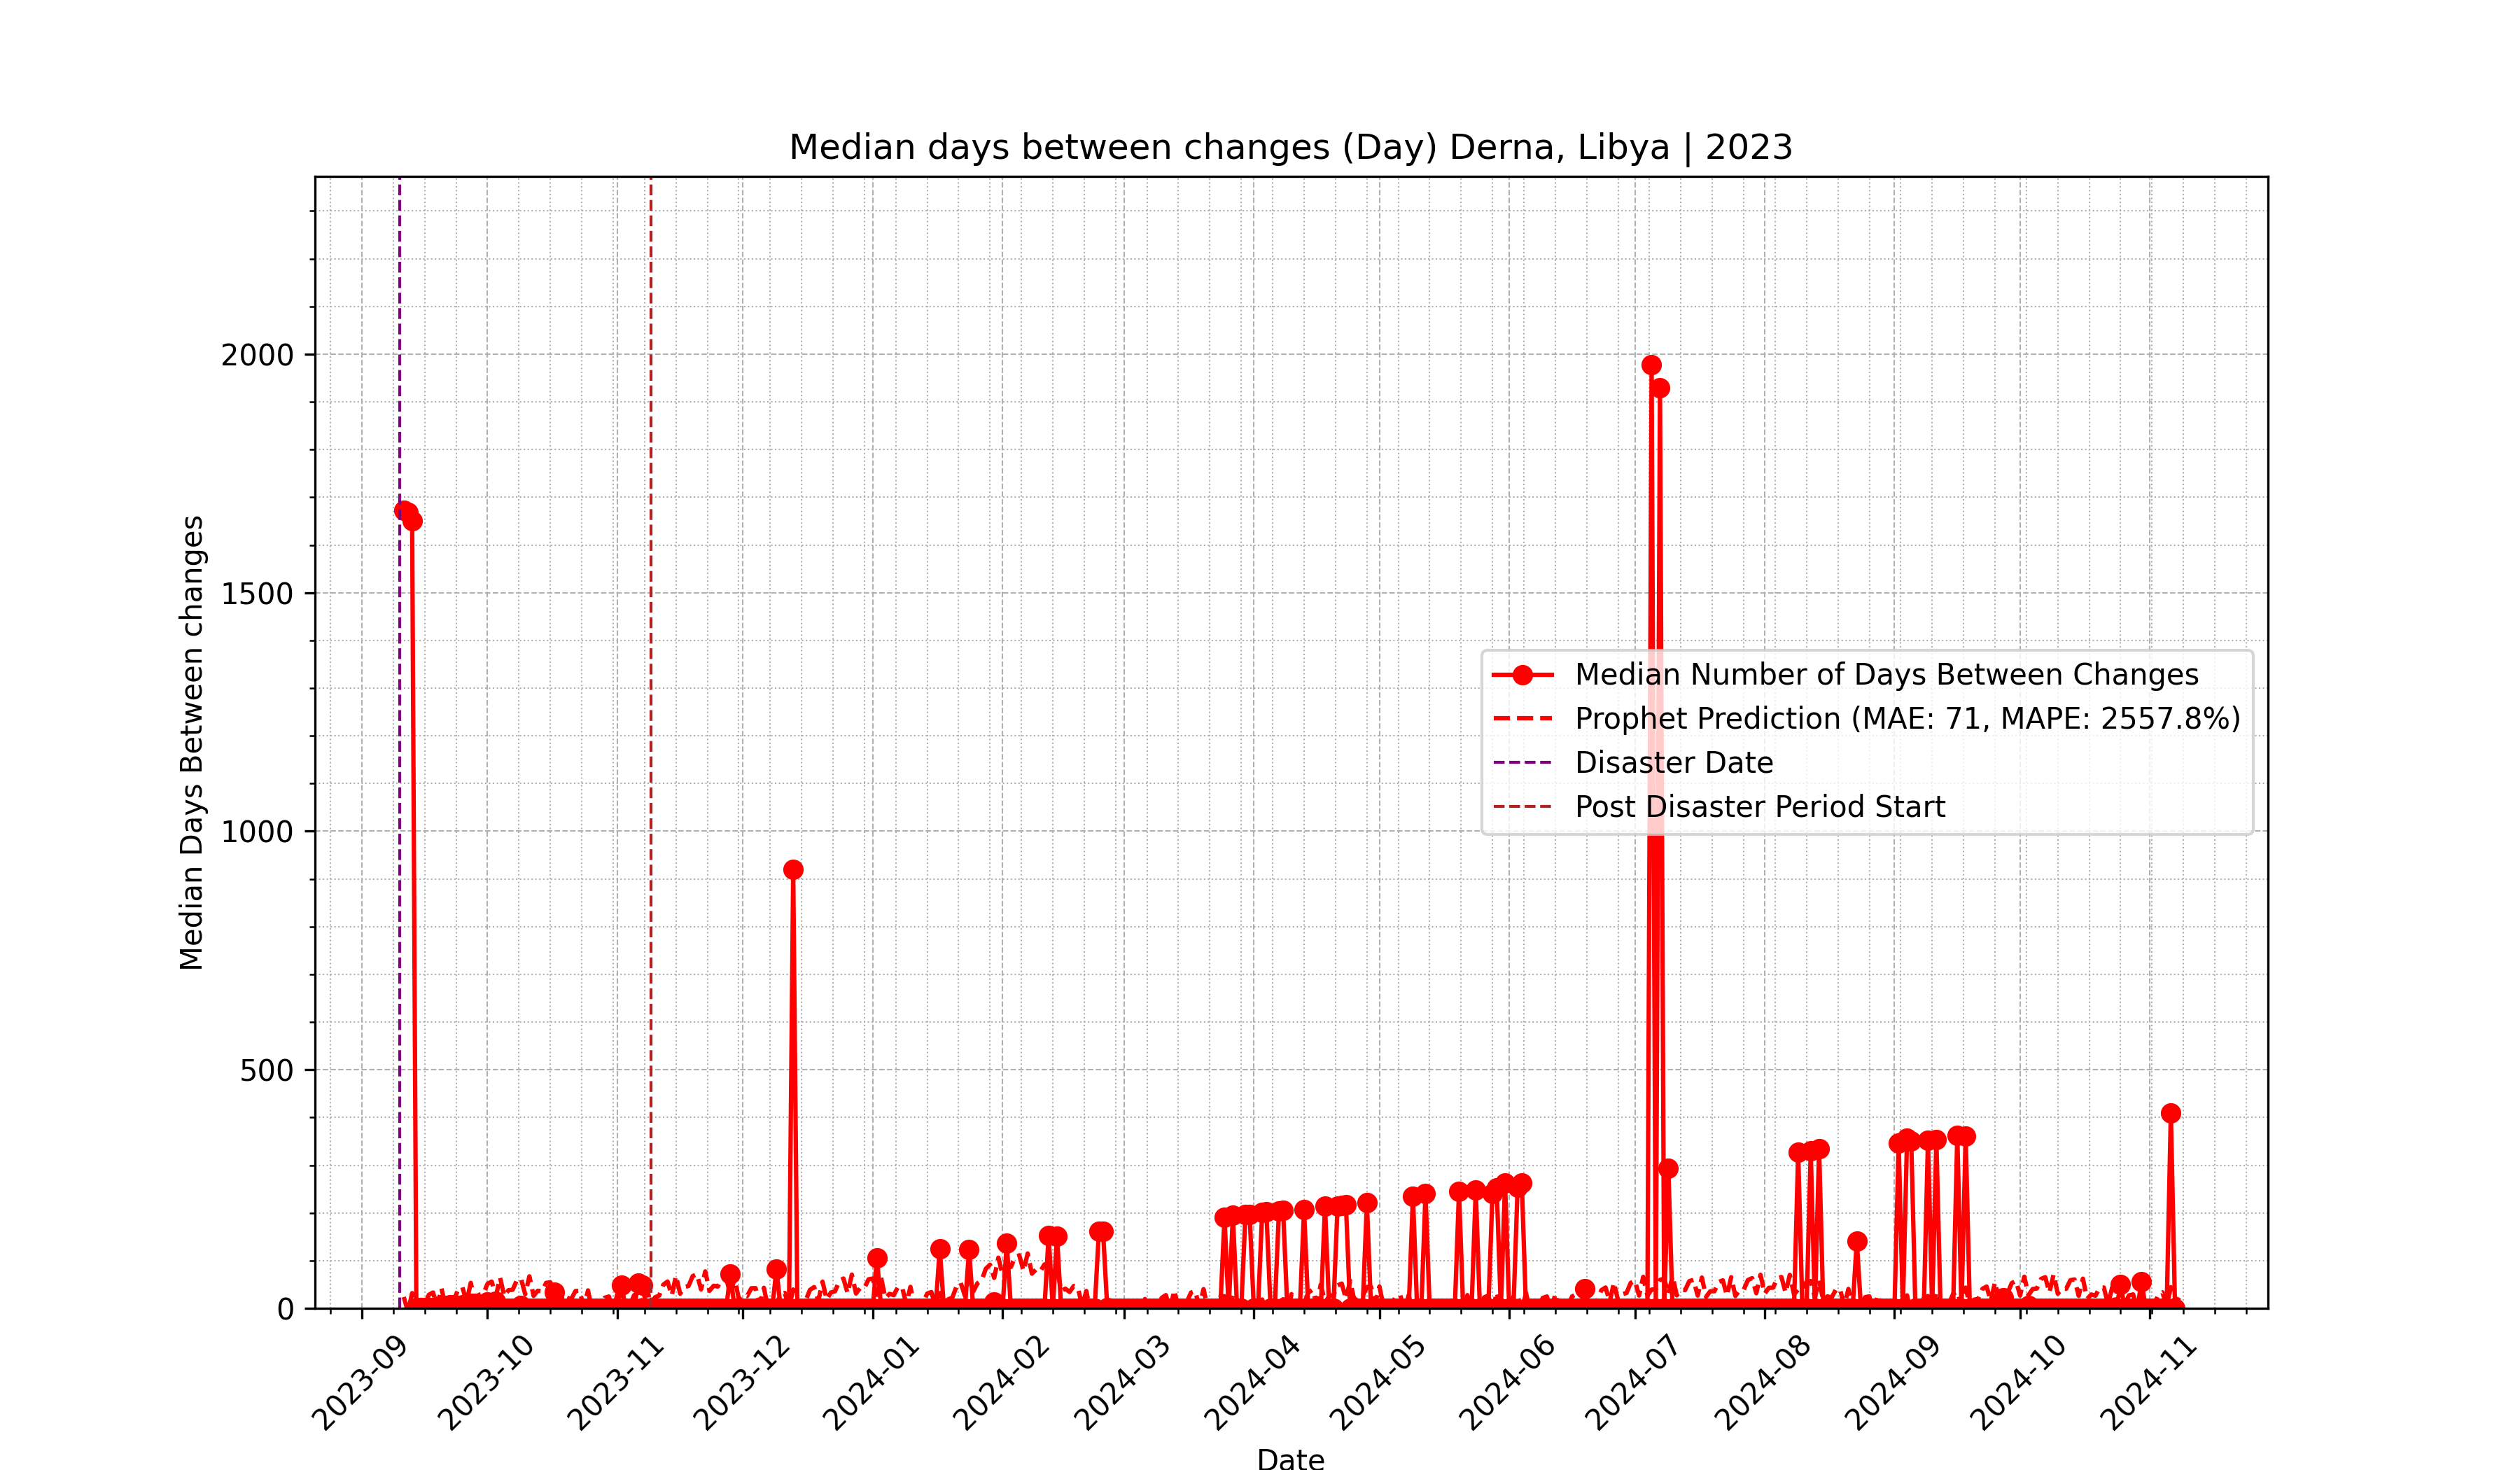 Median days between changes (Day) Derna, Libya | 2023
Median Days Between changes
2000
1500
1000
500
0
Median Number of Days Between Changes
Prophet Prediction (MAE: 71, MAPE: 2557.8%)
Disaster Date
Post Disaster Period Start
2023-09
2023-10
2023-11
2023-12
2024-01
2024-02
2024-03
2024-04
2024-05
2024-06
2024-07
2024-08
2024-09
2024-10
2024-11
Date